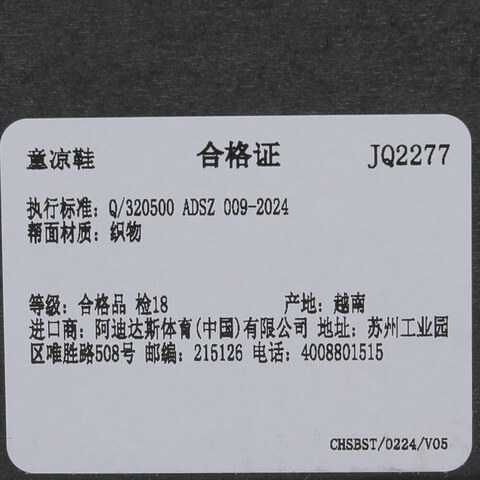 童凉鞋 合格证 JQ2277
执行标准: Q/320500 ADSZ 009-2024
帮面材质: 织物
等级: 合格品 检18 产地: 越南
进口商: 阿迪达斯体育(中国)有限公司 地址: 苏州工业园
区唯胜路508号 邮编: 215126 电话: 4008801515
CHSBST/0224/V05